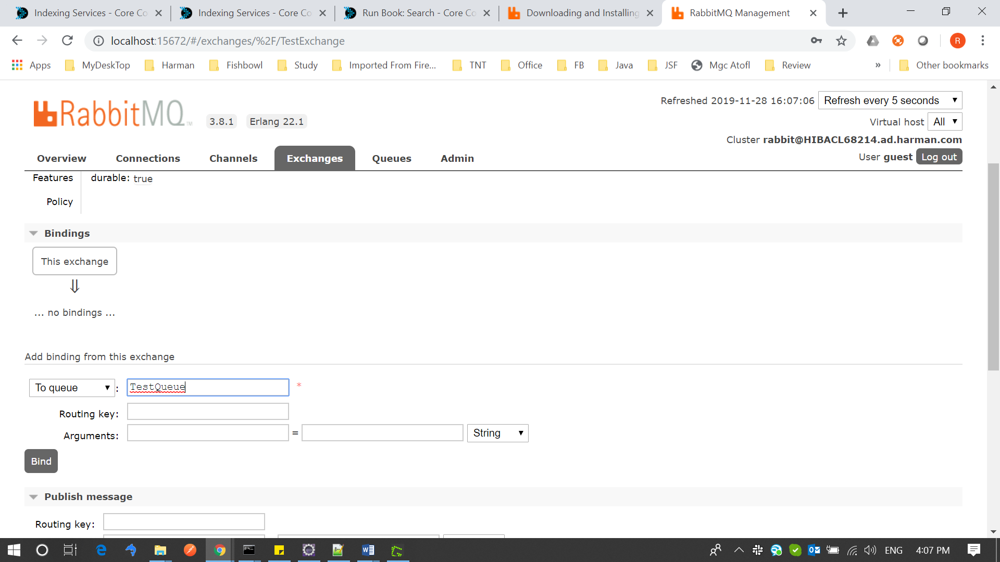 Indexing Services - Core Co
Indexing Services - Core Co
Run Book: Search - Core Co
Downloading and Installing
RabbitMQ Management
localhost:15672/#/exchanges/%2F/TestExchange
R
Apps
MyDeskTop
Harman
Fishbowl
Study
Imported From Fire...
TNT
Office
FB
Java
JSF
Mgc Atofl
Review
»
Other bookmarks
RabbitMQ TM
3.8.1
Erlang 22.1
Refreshed 2019-11-28 16:07:06
Refresh every 5 seconds
Virtual host
All
Cluster rabbit@HIBACL68214.ad.harman.com
User guest
Log out
Overview
Connections
Channels
Exchanges
Queues
Admin
Features
durable: true
Policy
Bindings
This exchange
⇓
... no bindings ...
Add binding from this exchange
To queue
:
TestQueue
*
Routing key:
Arguments:
=
String
Bind
Publish message
Routing key:
ENG
4:07 PM